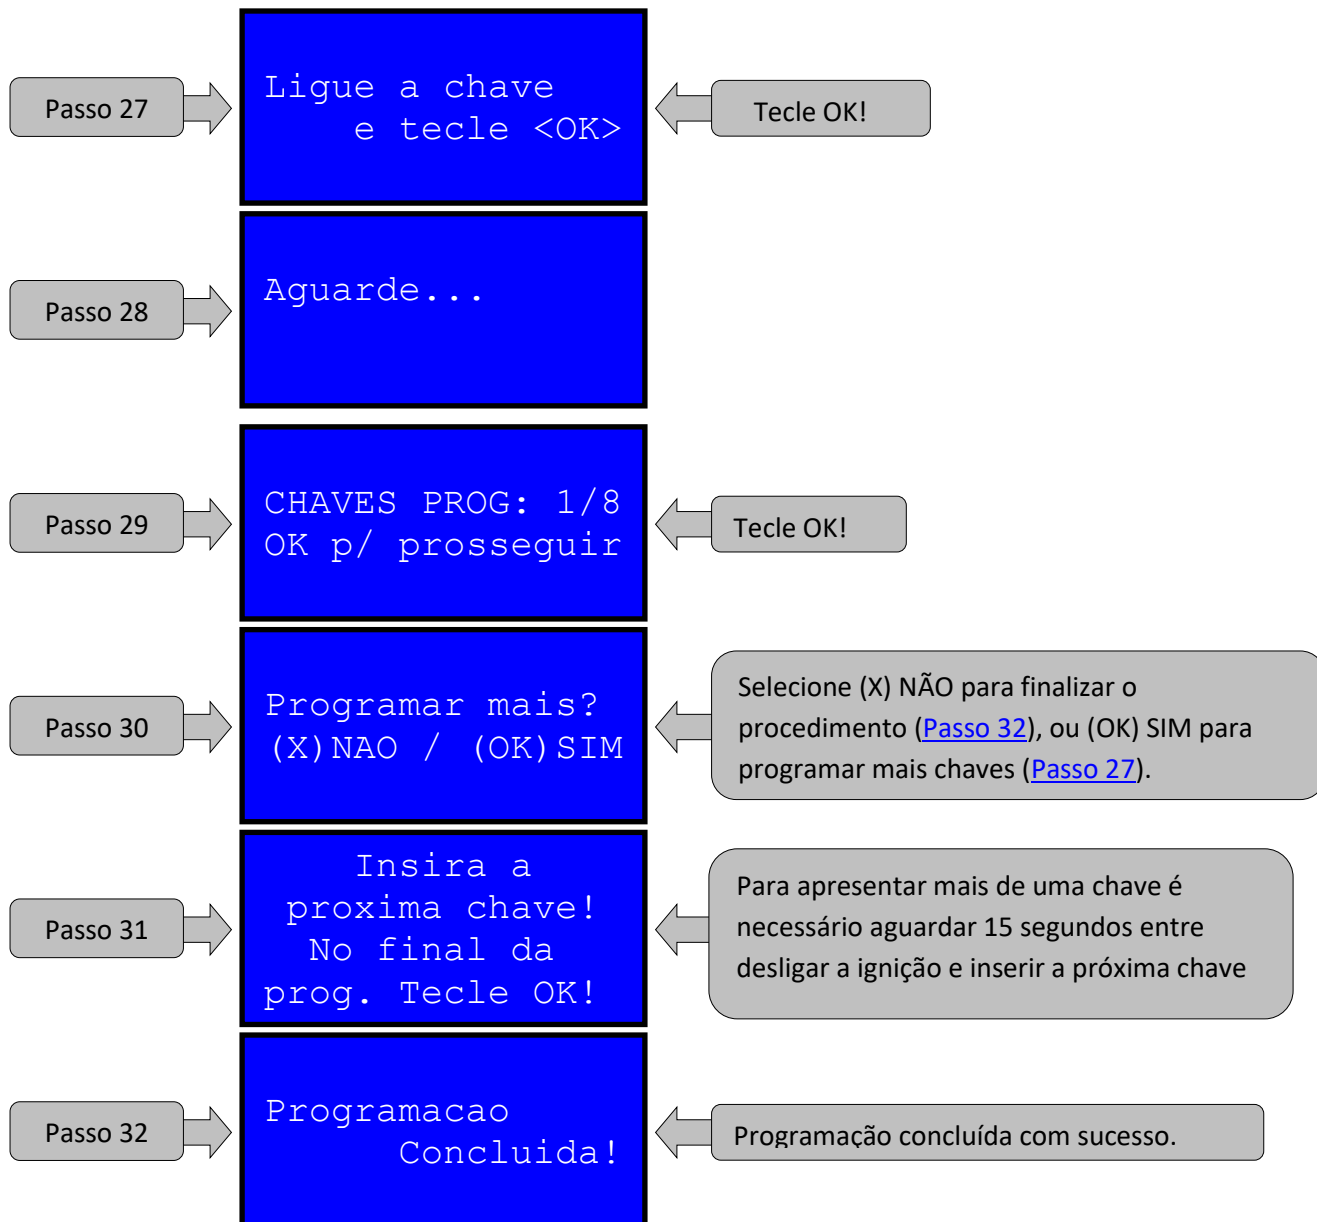 Passo 27
Ligue a chave
e tecle <OK>
Tecle OK!
Passo 28
Aguarde...
Passo 29
CHAVES PROG: 1/8
OK p/ prosseguir
Tecle OK!
Passo 30
Programar mais?
(X)NAO / (OK)SIM
Selecione (X) NÃO para finalizar o
procedimento (Passo 32), ou (OK) SIM para
programar mais chaves (Passo 27).
Passo 31
Insira a
proxima chave!
No final da
prog. Tecle OK!
Para apresentar mais de uma chave é
necessário aguardar 15 segundos entre
desligar a ignição e inserir a próxima chave
Passo 32
Programacao
Concluida!
Programação concluída com sucesso.